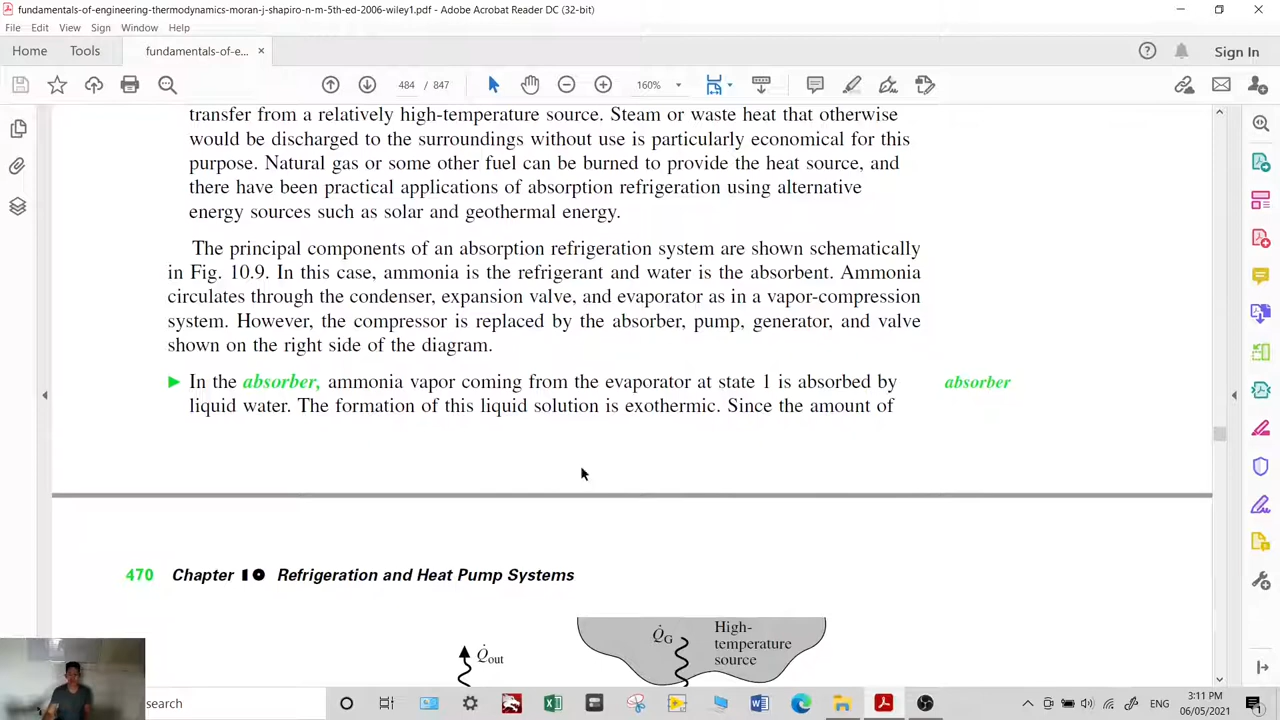 fundamentals-of-engineering-thermodynamics-moran-j-shapiro-n-m-5th-ed-2006-wiley1.pdf - Adobe Acrobat Reader DC (32-bit)
File Edit View Sign Window Help
Home Tools fundamentals-of-e... × Sign In
484 / 847 160%
transfer from a relatively high-temperature source. Steam or waste heat that otherwise
would be discharged to the surroundings without use is particularly economical for this
purpose. Natural gas or some other fuel can be burned to provide the heat source, and
there have been practical applications of absorption refrigeration using alternative
energy sources such as solar and geothermal energy.
The principal components of an absorption refrigeration system are shown schematically
in Fig. 10.9. In this case, ammonia is the refrigerant and water is the absorbent. Ammonia
circulates through the condenser, expansion valve, and evaporator as in a vapor-compression
system. However, the compressor is replaced by the absorber, pump, generator, and valve
shown on the right side of the diagram.
► In the absorber, ammonia vapor coming from the evaporator at state 1 is absorbed by
liquid water. The formation of this liquid solution is exothermic. Since the amount of
absorber
470 Chapter 10 Refrigeration and Heat Pump Systems
Q̇out
Q̇G
High-
temperature
source
search
ENG
3:11 PM
06/05/2021
1